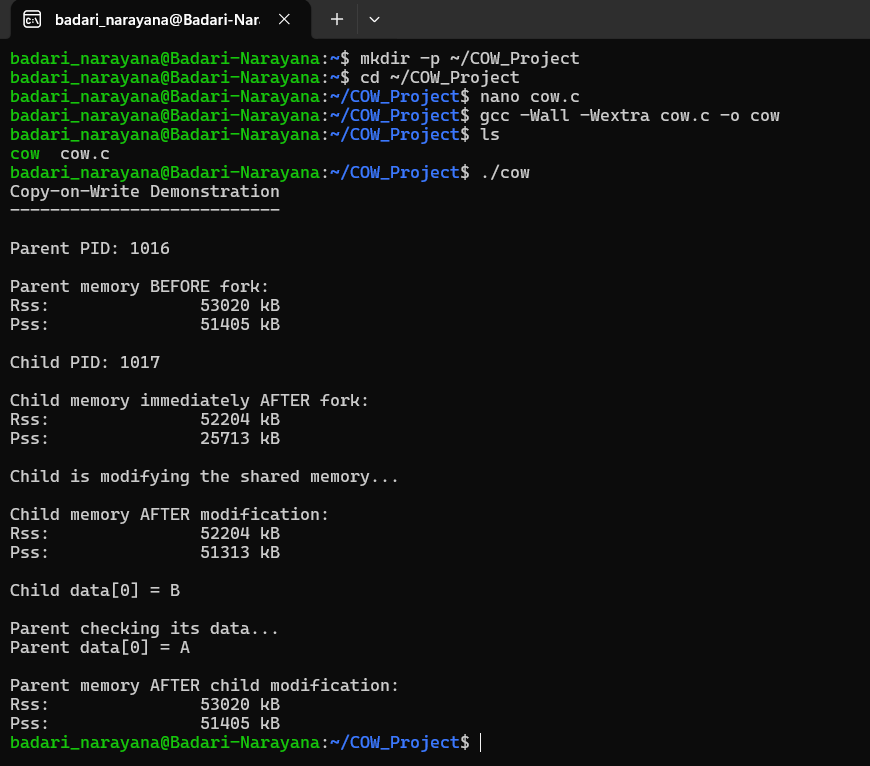 badari_narayana@Badari-Nar
badari_narayana@Badari-Narayana:~$ mkdir -p ~/COW_Project
badari_narayana@Badari-Narayana:~$ cd ~/COW_Project
badari_narayana@Badari-Narayana:~/COW_Project$ nano cow.c
badari_narayana@Badari-Narayana:~/COW_Project$ gcc -Wall -Wextra cow.c -o cow
badari_narayana@Badari-Narayana:~/COW_Project$ ls
cow  cow.c
badari_narayana@Badari-Narayana:~/COW_Project$ ./cow
Copy-on-Write Demonstration
---------------------------
Parent PID: 1016
Parent memory BEFORE fork:
Rss:               53020 kB
Pss:               51405 kB
Child PID: 1017
Child memory immediately AFTER fork:
Rss:               52204 kB
Pss:               25713 kB
Child is modifying the shared memory...
Child memory AFTER modification:
Rss:               52204 kB
Pss:               51313 kB
Child data[0] = B
Parent checking its data...
Parent data[0] = A
Parent memory AFTER child modification:
Rss:               53020 kB
Pss:               51405 kB
badari_narayana@Badari-Narayana:~/COW_Project$